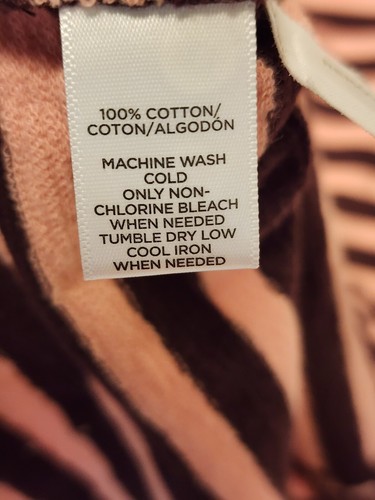 100% COTTON/
COTON/ALGODÓN
MACHINE WASH
COLD
ONLY NON-
CHLORINE BLEACH
WHEN NEEDED
TUMBLE DRY LOW
COOL IRON
WHEN NEEDED